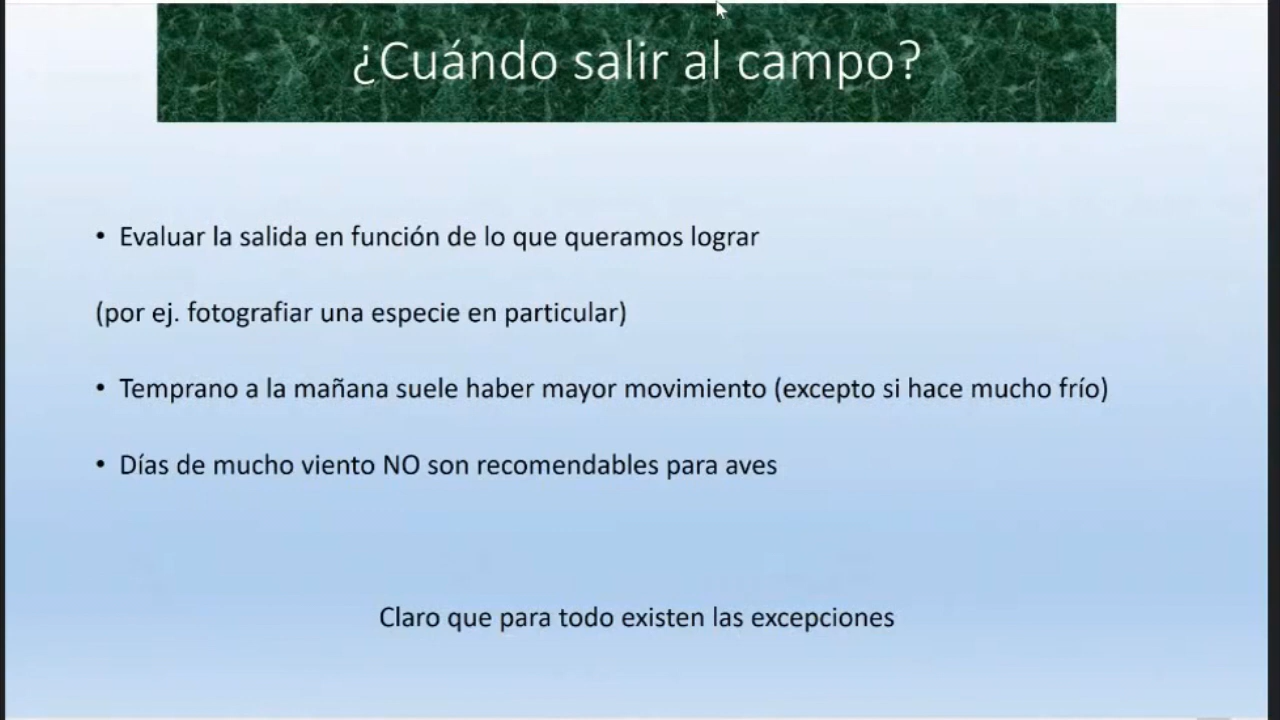 ¿Cuándo salir al campo?
• Evaluar la salida en función de lo que queramos lograr
(por ej. fotografiar una especie en particular)
• Temprano a la mañana suele haber mayor movimiento (excepto si hace mucho frío)
• Días de mucho viento NO son recomendables para aves
Claro que para todo existen las excepciones